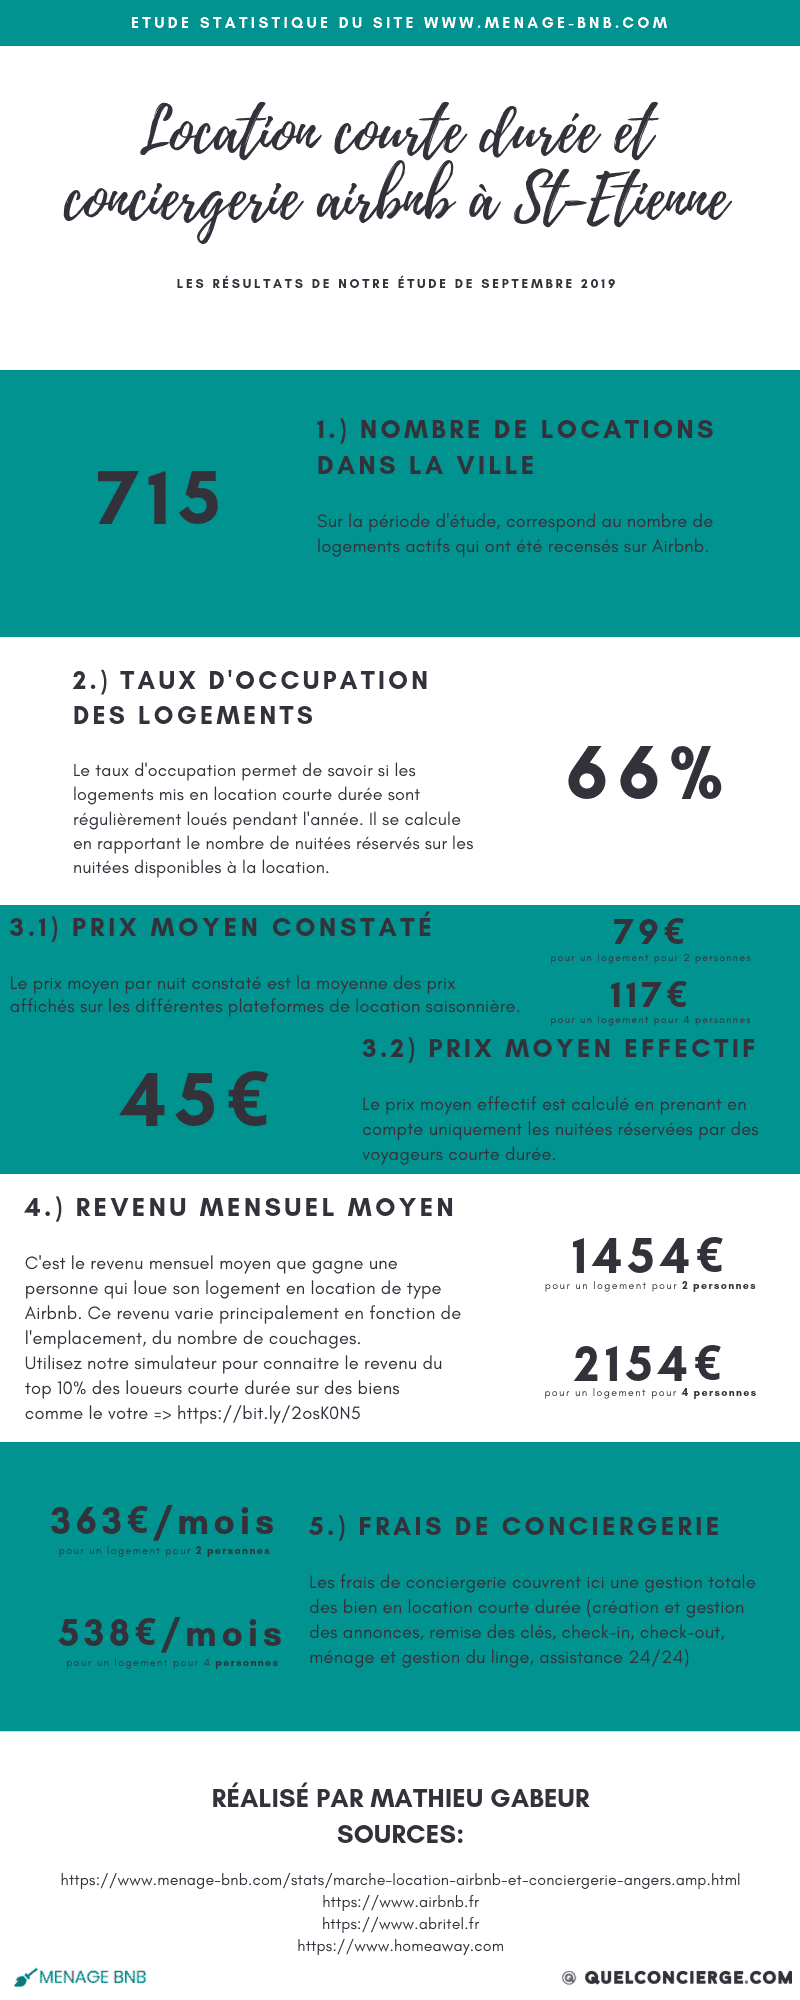 ETUDE STATISTIQUE DU SITE WWW.MENAGE-BNB.COM
Location courte durée et
conciergerie airbnb à St-Etienne
LES RÉSULTATS DE NOTRE ÉTUDE DE SEPTEMBRE 2019
715
1.) NOMBRE DE LOCATIONS
DANS LA VILLE
Sur la période d'étude, correspond au nombre de
logements actifs qui ont été recensés sur Airbnb.
2.) TAUX D'OCCUPATION
DES LOGEMENTS
Le taux d'occupation permet de savoir si les
logements mis en location courte durée sont
régulièrement loués pendant l'année. Il se calcule
en rapportant le nombre de nuitées réservés sur les
nuitées disponibles à la location.
66%
3.1) PRIX MOYEN CONSTATÉ
Le prix moyen par nuit constaté est la moyenne des prix
affichés sur les différentes plateformes de location saisonnière.
79€
pour un logement pour 2 personnes
117€
pour un logement pour 4 personnes
45€
3.2) PRIX MOYEN EFFECTIF
Le prix moyen effectif est calculé en prenant en
compte uniquement les nuitées réservées par des
voyageurs courte durée.
4.) REVENU MENSUEL MOYEN
C'est le revenu mensuel moyen que gagne une
personne qui loue son logement en location de type
Airbnb. Ce revenu varie principalement en fonction de
l'emplacement, du nombre de couchages.
Utilisez notre simulateur pour connaitre le revenu du
top 10% des loueurs courte durée sur des biens
comme le votre => https://bit.ly/2osK0N5
1454€
pour un logement pour 2 personnes
2154€
pour un logement pour 4 personnes
363€/mois
pour un logement pour 2 personnes
538€/mois
pour un logement pour 4 personnes
5.) FRAIS DE CONCIERGERIE
Les frais de conciergerie couvrent ici une gestion totale
des bien en location courte durée (création et gestion
des annonces, remise des clés, check-in, check-out,
ménage et gestion du linge, assistance 24/24)
RÉALISÉ PAR MATHIEU GABEUR
SOURCES:
https://www.menage-bnb.com/stats/marche-location-airbnb-et-conciergerie-angers.amp.html
https://www.airbnb.fr
https://www.abritel.fr
https://www.homeaway.com
MENAGE BNB
@ QUELCONCIERGE.COM